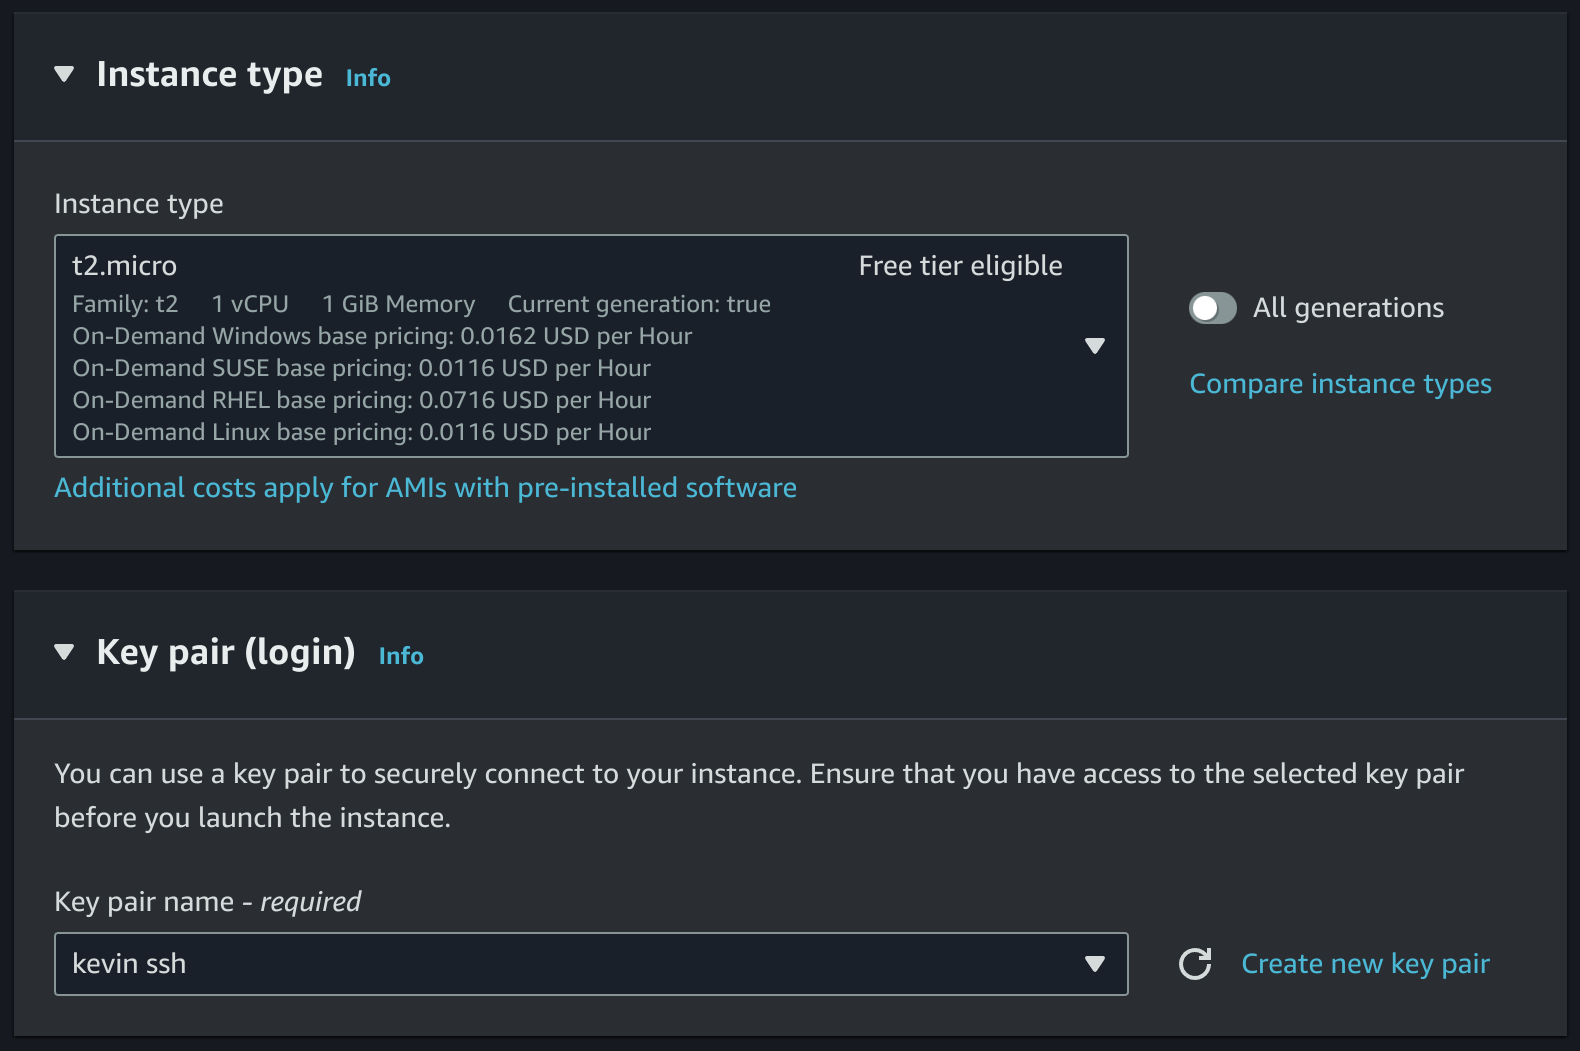 Instance type Info
Instance type
t2.micro Free tier eligible
Family: t2 1 vCPU 1 GiB Memory Current generation: true
On-Demand Windows base pricing: 0.0162 USD per Hour
On-Demand SUSE base pricing: 0.0116 USD per Hour
On-Demand RHEL base pricing: 0.0716 USD per Hour
On-Demand Linux base pricing: 0.0116 USD per Hour
All generations
Compare instance types
Additional costs apply for AMIs with pre-installed software
Key pair (login) Info
You can use a key pair to securely connect to your instance. Ensure that you have access to the selected key pair
before you launch the instance.
Key pair name - required
kevin ssh
Create new key pair